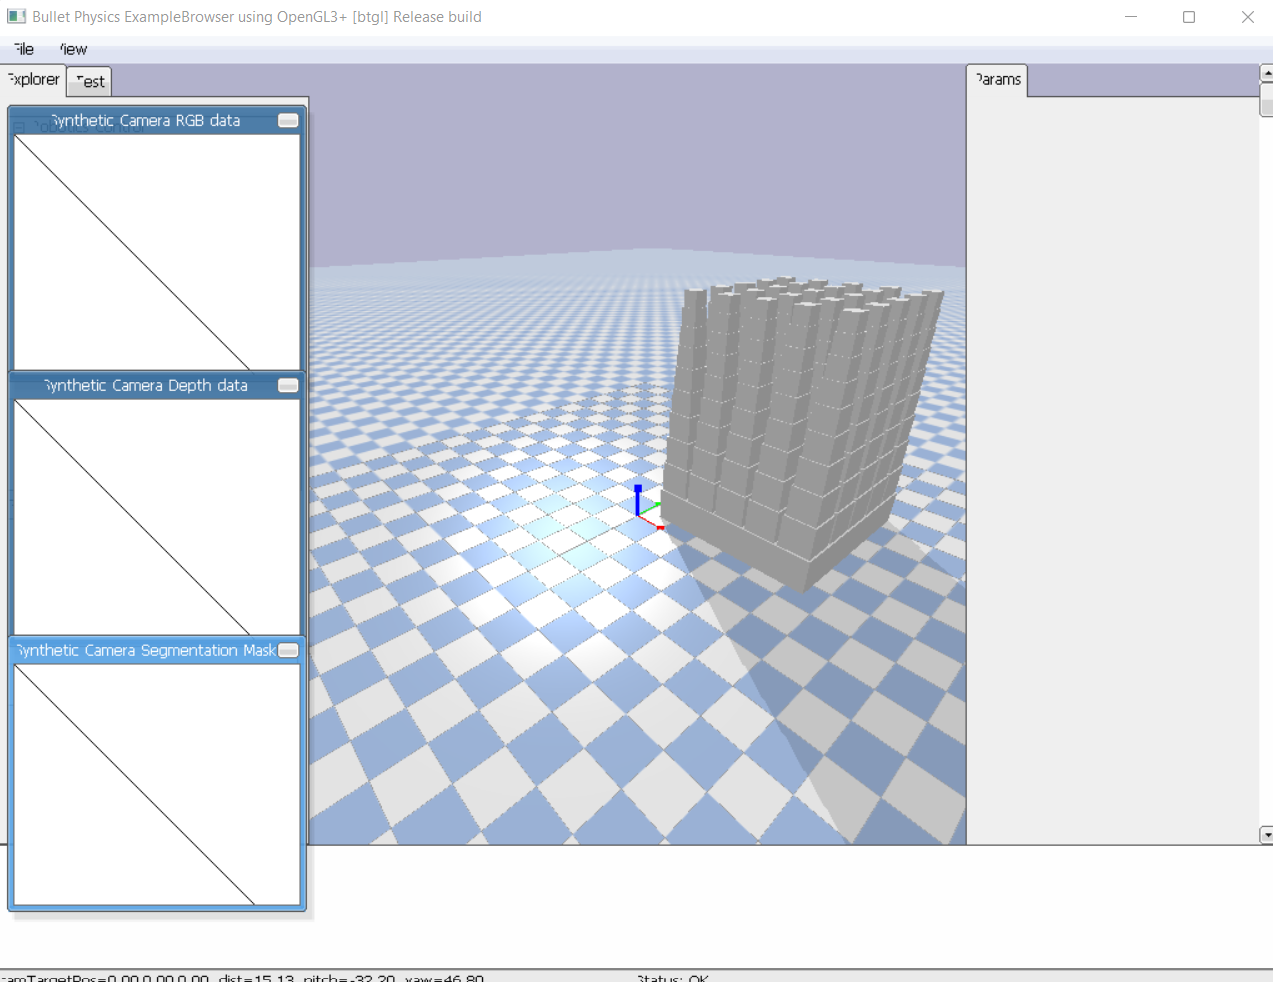 Bullet Physics ExampleBrowser using OpenGL3+ [btgl] Release build
File View
Explorer Test
Params
Synthetic Camera RGB data
Robotics Control
Synthetic Camera Depth data
Synthetic Camera Segmentation Mask
camTargetPos=0.00,0.00,0.00, dist=15.13, pitch=-32.20, yaw=46.80 Status: OK